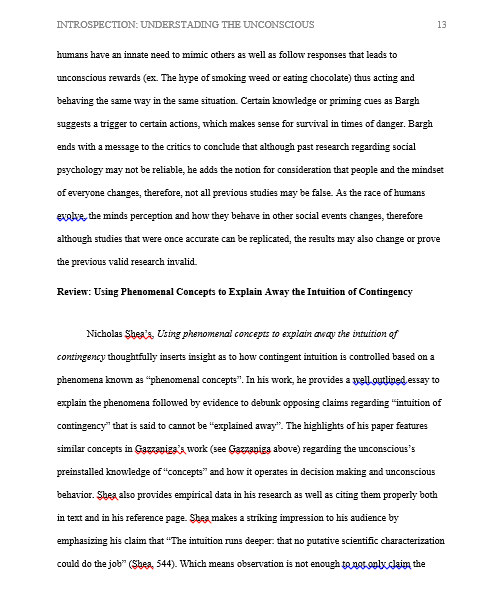 INTROSPECTION: UNDERSTADING THE UNCONSCIOUS 13
humans have an innate need to mimic others as well as follow responses that leads to
unconscious rewards (ex. The hype of smoking weed or eating chocolate) thus acting and
behaving the same way in the same situation. Certain knowledge or priming cues as Bargh
suggests a trigger to certain actions, which makes sense for survival in times of danger. Bargh
ends with a message to the critics to conclude that although past research regarding social
psychology may not be reliable, he adds the notion for consideration that people and the mindset
of everyone changes, therefore, not all previous studies may be false. As the race of humans
evolve, the minds perception and how they behave in other social events changes, therefore
although studies that were once accurate can be replicated, the results may also change or prove
the previous valid research invalid.
Review: Using Phenomenal Concepts to Explain Away the Intuition of Contingency
Nicholas Shea's, Using phenomenal concepts to explain away the intuition of
contingency thoughtfully inserts insight as to how contingent intuition is controlled based on a
phenomena known as “phenomenal concepts”. In his work, he provides a well outlined essay to
explain the phenomena followed by evidence to debunk opposing claims regarding “intuition of
contingency” that is said to cannot be “explained away”. The highlights of his paper features
similar concepts in Gazzaniga's work (see Gazzaniga above) regarding the unconscious's
preinstalled knowledge of “concepts” and how it operates in decision making and unconscious
behavior. Shea also provides empirical data in his research as well as citing them properly both
in text and in his reference page. Shea makes a striking impression to his audience by
emphasizing his claim that “The intuition runs deeper: that no putative scientific characterization
could do the job” (Shea, 544). Which means observation is not enough to not only claim the